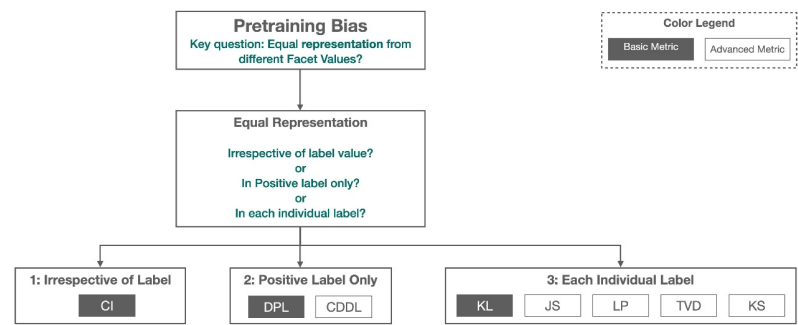 Pretraining Bias
Key question: Equal representation from
different Facet Values?
Color Legend
Basic Metric
Advanced Metric
Equal Representation
Irrespective of label value?
or
In Positive label only?
or
In each individual label?
1: Irrespective of Label
CI
2: Positive Label Only
DPL
CDDL
3: Each Individual Label
KL
JS
LP
TVD
KS